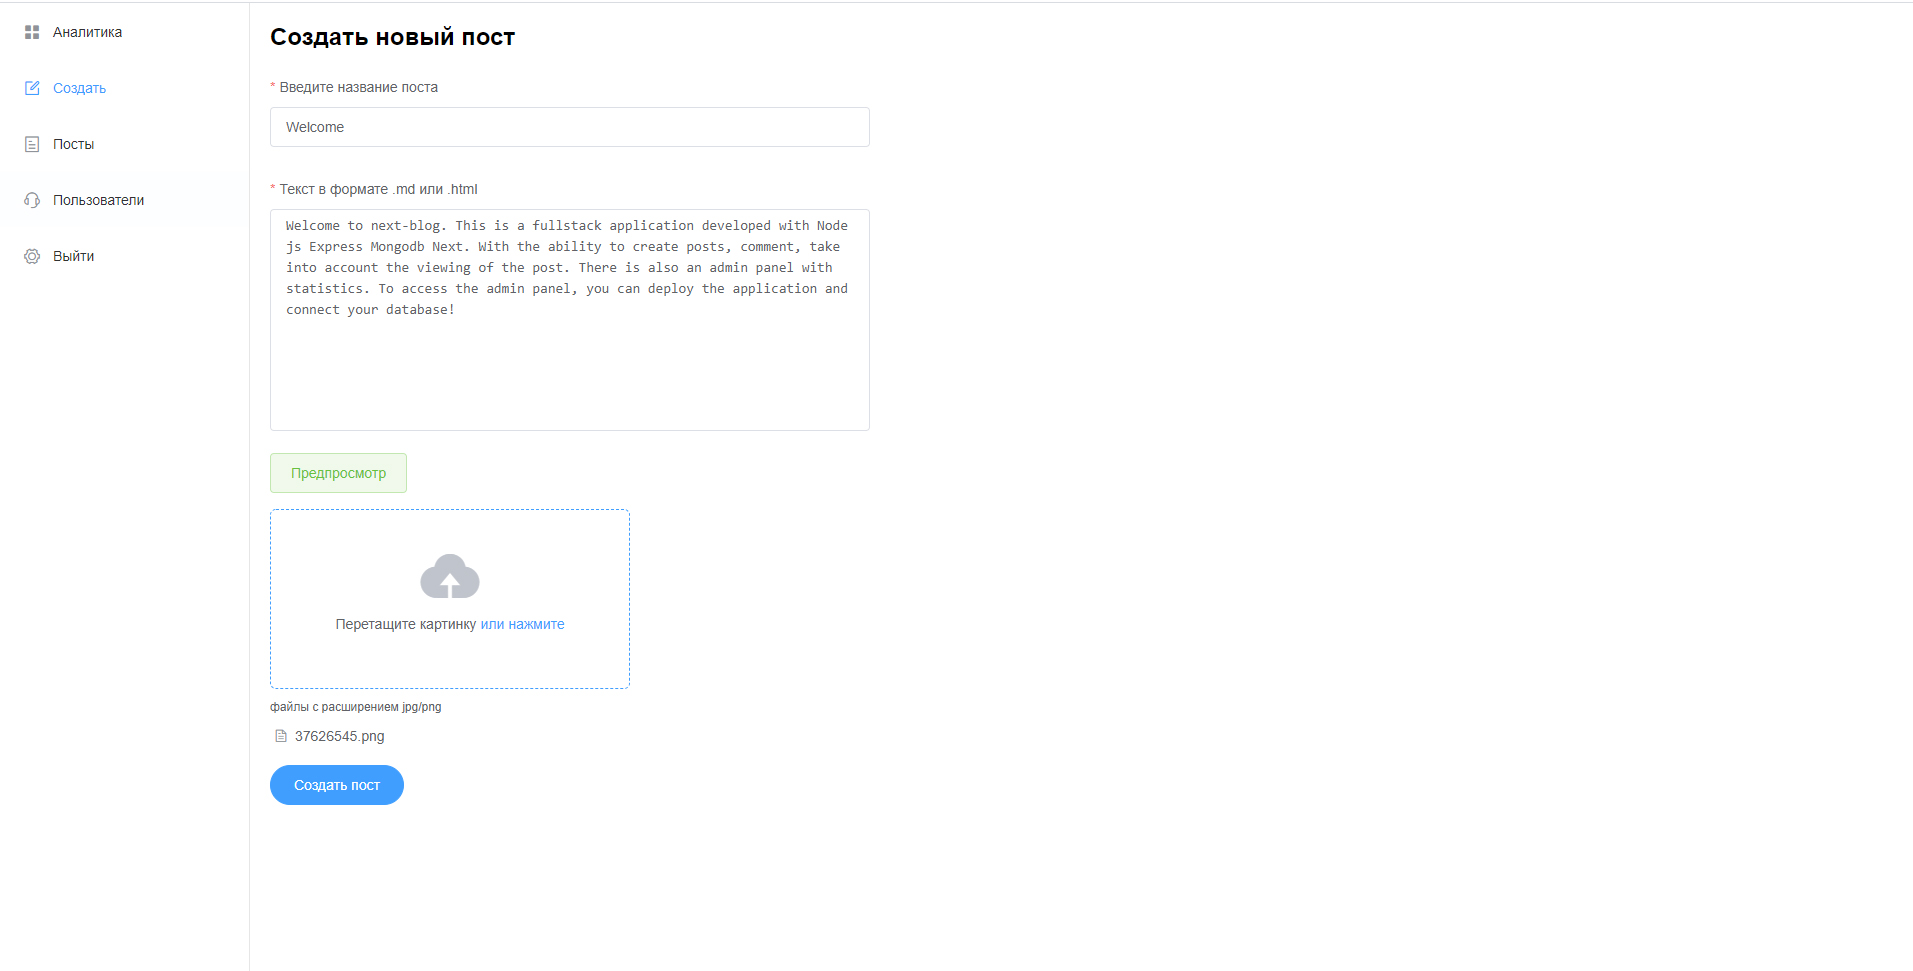 Аналитика
Создать
Посты
Пользователи
Выйти
Создать новый пост
* Введите название поста
Welcome
* Текст в формате .md или .html
Welcome to next-blog. This is a fullstack application developed with Node
js Express Mongodb Next. With the ability to create posts, comment, take
into account the viewing of the post. There is also an admin panel with
statistics. To access the admin panel, you can deploy the application and
connect your database!
Предпросмотр
Перетащите картинку или нажмите
файлы с расширением jpg/png
37626545.png
Создать пост